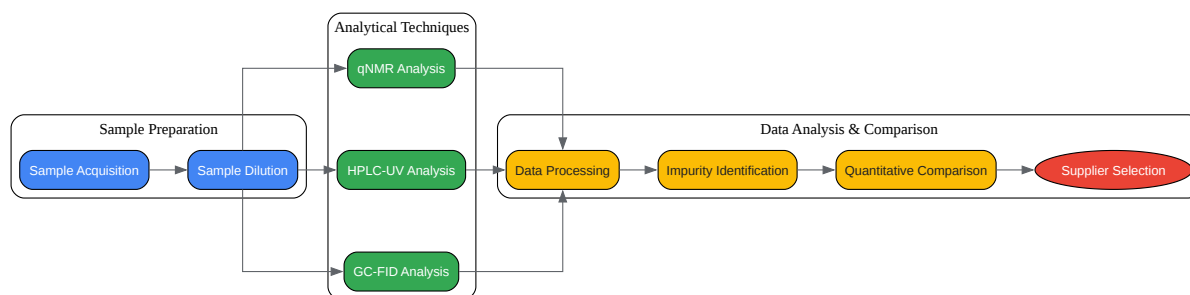 Analytical Techniques
qNMR Analysis
Sample Preparation
Data Analysis & Comparison
Sample Acquisition
Sample Dilution
HPLC-UV Analysis
Data Processing
Impurity Identification
Quantitative Comparison
Supplier Selection
GC-FID Analysis